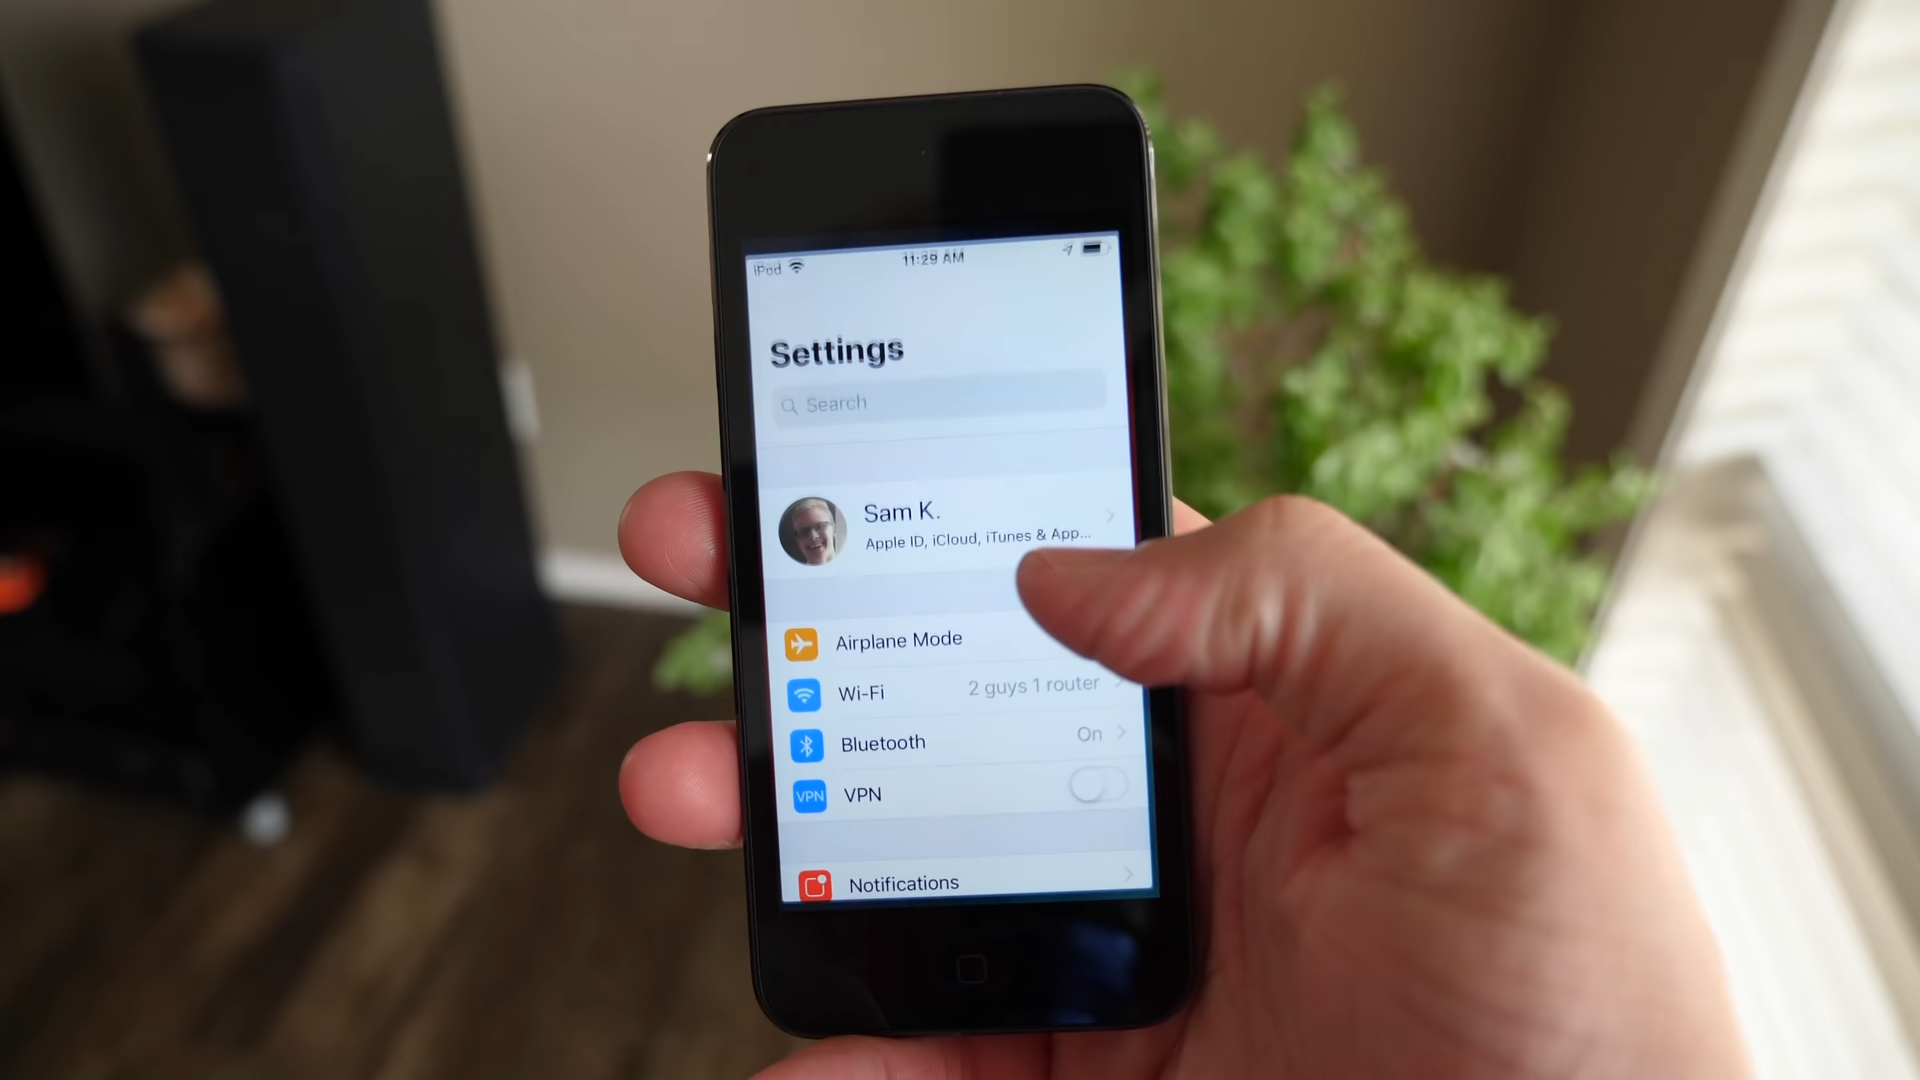 iPod 11:29 AM
Settings
Search
Sam K.
Apple ID, iCloud, iTunes & App...
Airplane Mode
Wi-Fi 2 guys 1 router
Bluetooth On
VPN VPN
Notifications